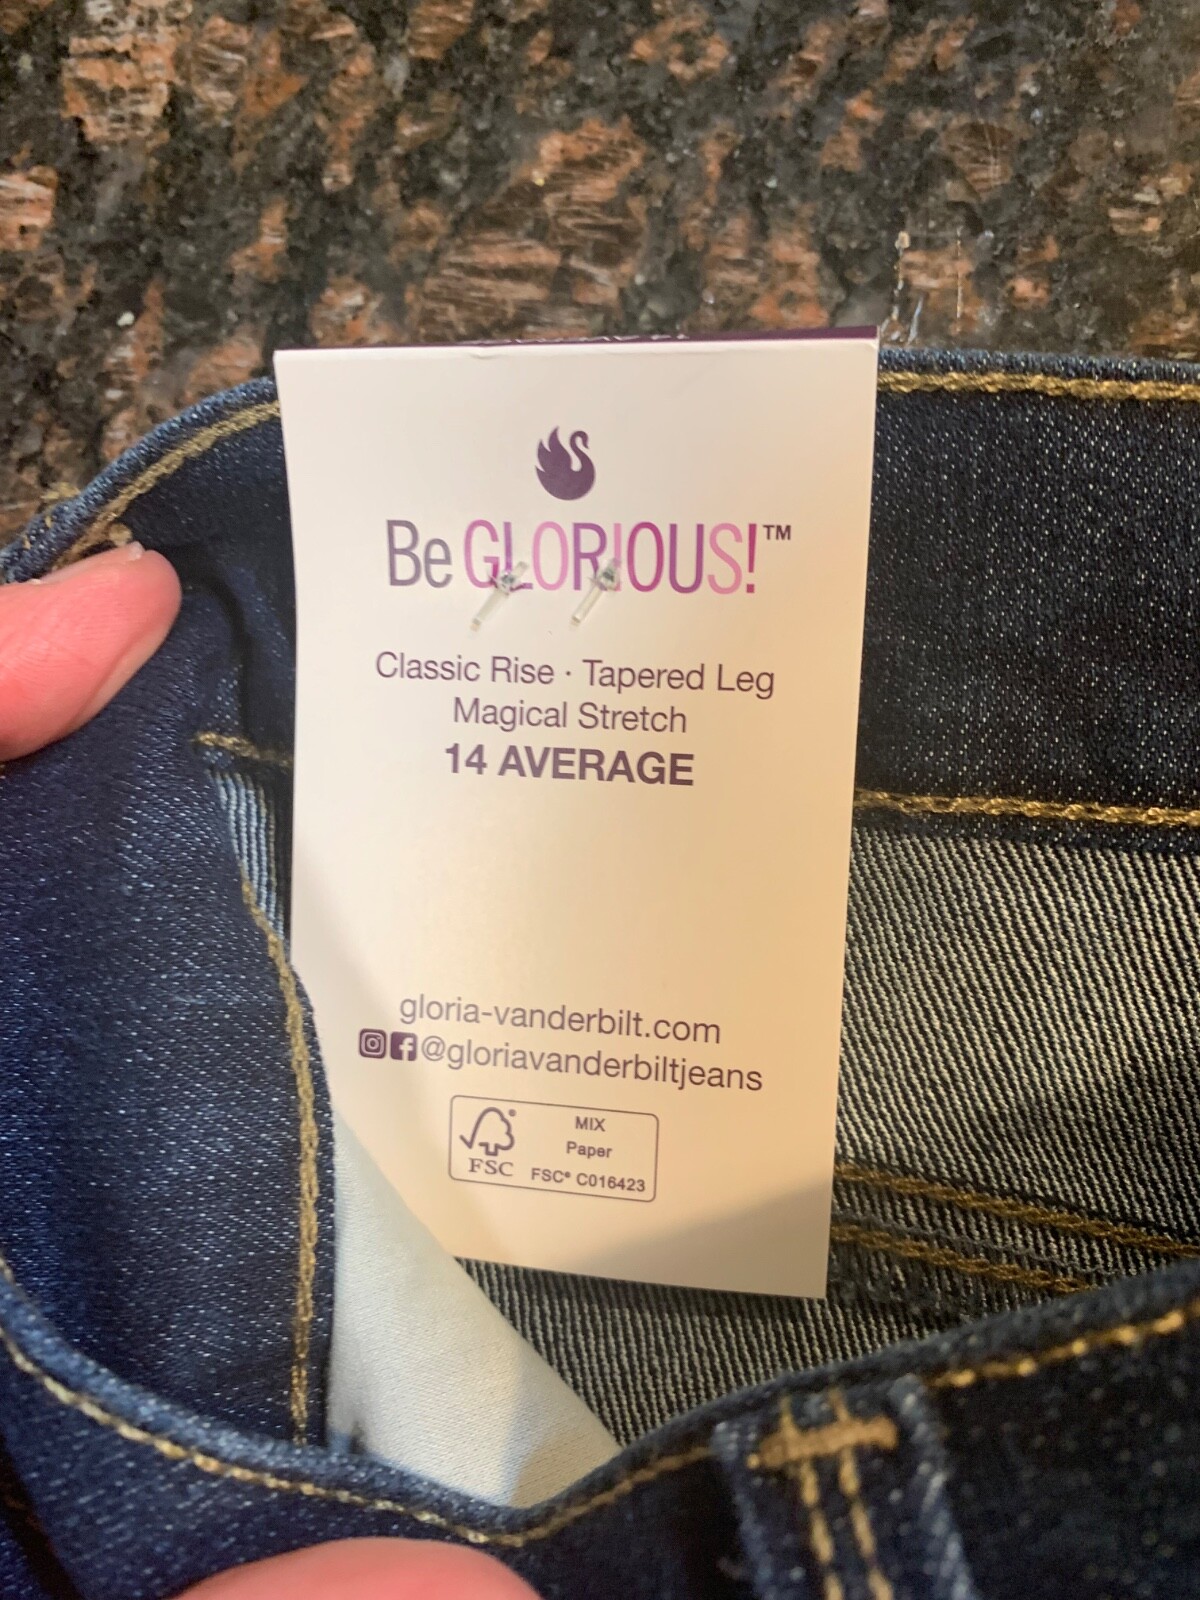 Be GLORIOUS!™
Classic Rise · Tapered Leg
Magical Stretch
14 AVERAGE
gloria-vanderbilt.com
@gloriavanderbiltjeans
FSC
MIX
Paper
FSC® C016423